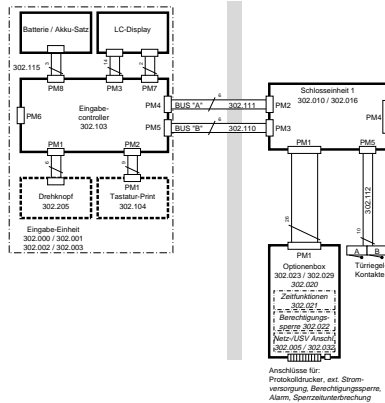 Batterie / Akku-Satz
LC-Display
302.115
3
14
2
PM8
PM3
PM7
PM6
Eingabe-
controller
302.103
PM4
BUS "A"
6
302.111
PM2
PM5
BUS "B"
6
302.110
PM3
Schlosseinheit 1
302.010 / 302.016
PM4
PM1
PM2
PM1
PM5
6
9
PM1
Drehknopf
302.205
Tastatur-Print
302.104
Eingabe-Einheit
302.000 / 302.001
302.002 / 302.003
26
10
302.112
A
B
Türriegel-
Kontakte
PM1
Optionenbox
302.023 / 302.029
302.020
Zeitfunktionen
302.021
Berechtigungs-
sperre 302.022
Netz-/USV Anschl.
302.005 / 302.032
Anschlüsse für:
Protokolldrucker, ext. Strom-
versorgung, Berechtigungssperre,
Alarm, Sperrzeitunterbrechung